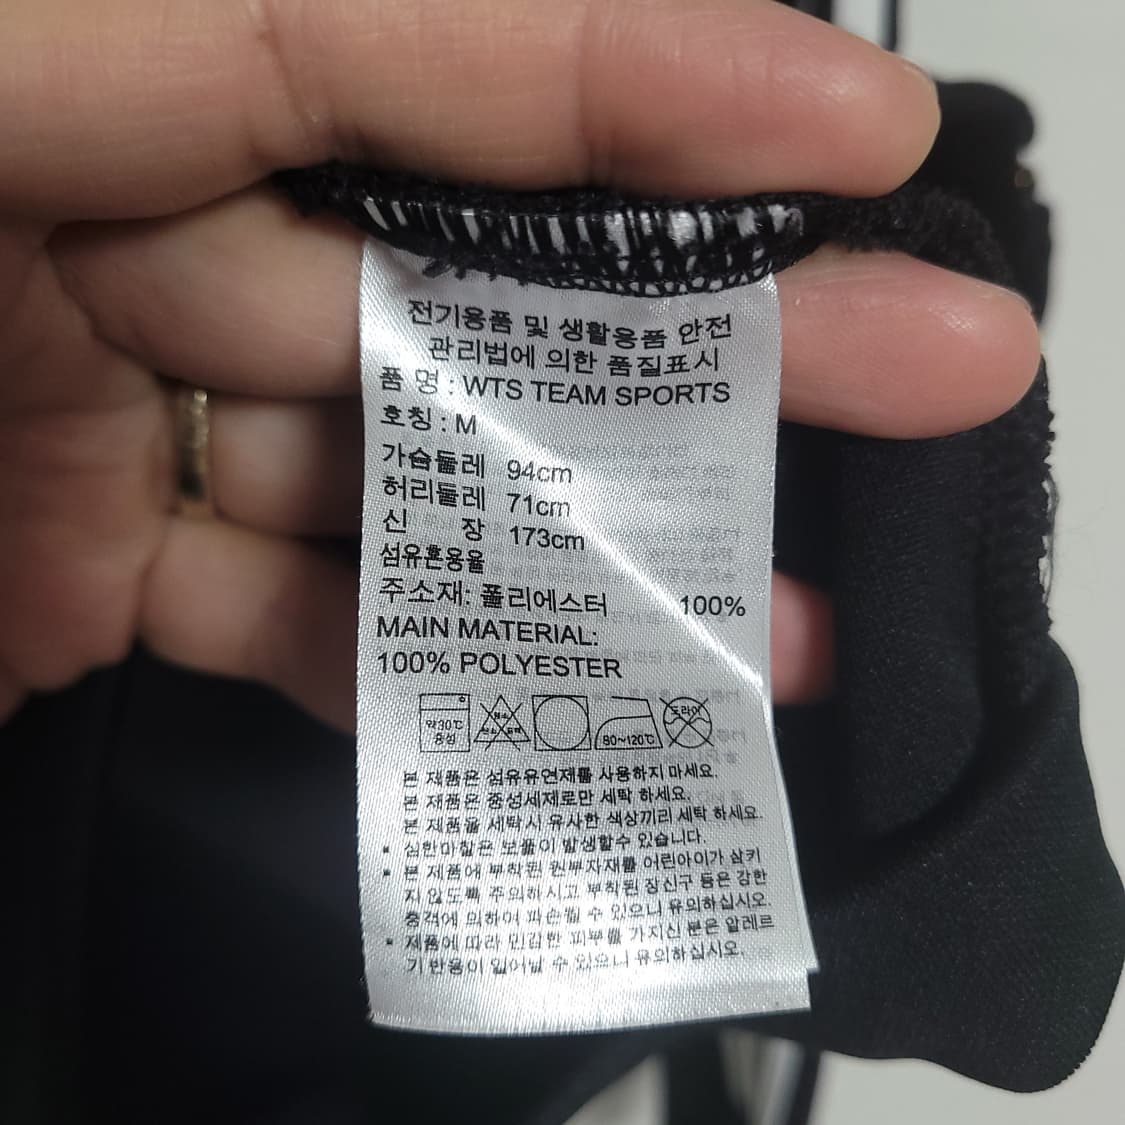 전기용품 및 생활용품 안전
관리법에 의한 품질표시
품 명 : WTS TEAM SPORTS
호칭 : M
가슴둘레 94cm
허리둘레 71cm
신 장 173cm
섬유혼용율
주소재: 폴리에스터 100%
MAIN MATERIAL:
100% POLYESTER
약30℃
중성
80~120℃
드라이
본 제품은 섬유유연제를 사용하지 마세요.
본 제품은 중성세제로만 세탁 하세요.
본 제품을 세탁시 유사한 색상끼리 세탁 하세요.
▪ 심한마찰은 보풀이 발생할수 있습니다.
▪ 본 제품에 부착된 원부자재를 어린아이가 삼키
지 않도록 주의하시고 부착된 장신구 등은 강한
충격에 의하여 파손될 수 있으니 유의하십시오.
▪ 제품에 따라 민감한 피부를 가지신 분은 알레르
기 반응이 일어날 수 있으니 유의하십시오.